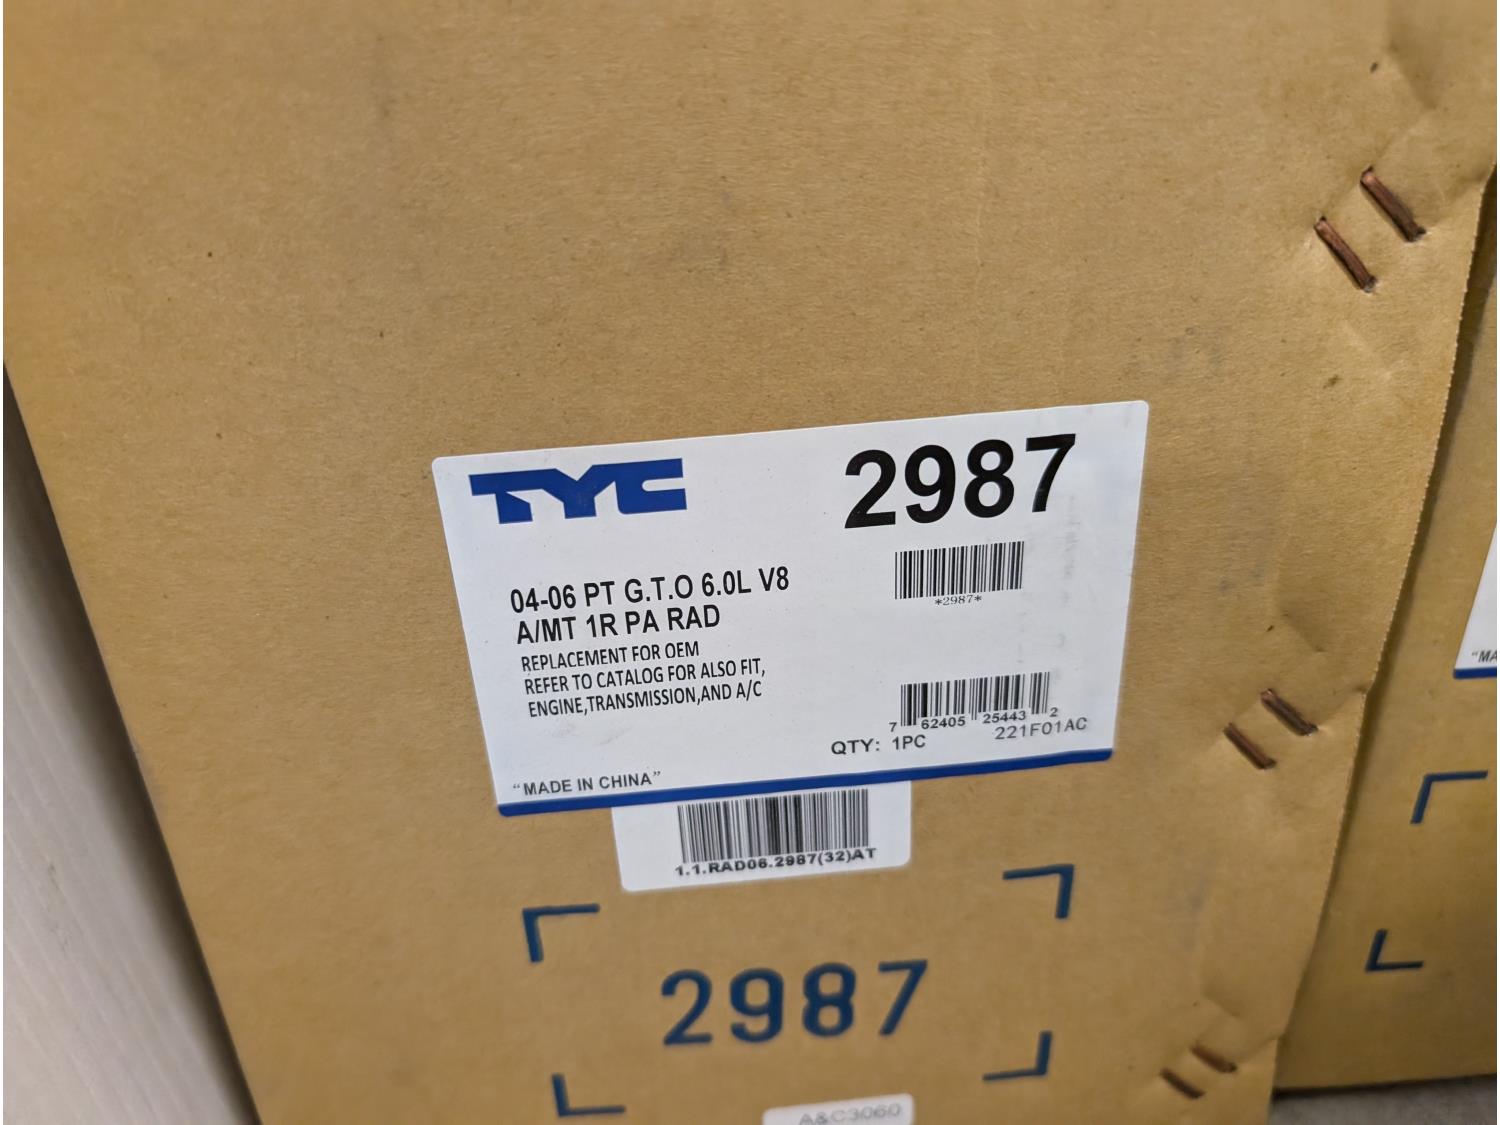 TYC
2987
04-06 PT G.T.O 6.0L V8
A/MT 1R PA RAD
*2987*
REPLACEMENT FOR OEM
REFER TO CATALOG FOR ALSO FIT,
ENGINE,TRANSMISSION,AND A/C
7 62405 25443 2
QTY: 1PC
221F01AC
"MADE IN CHINA"
1.1.RAD06.2987(32)AT
2987
A&C3060
"MA